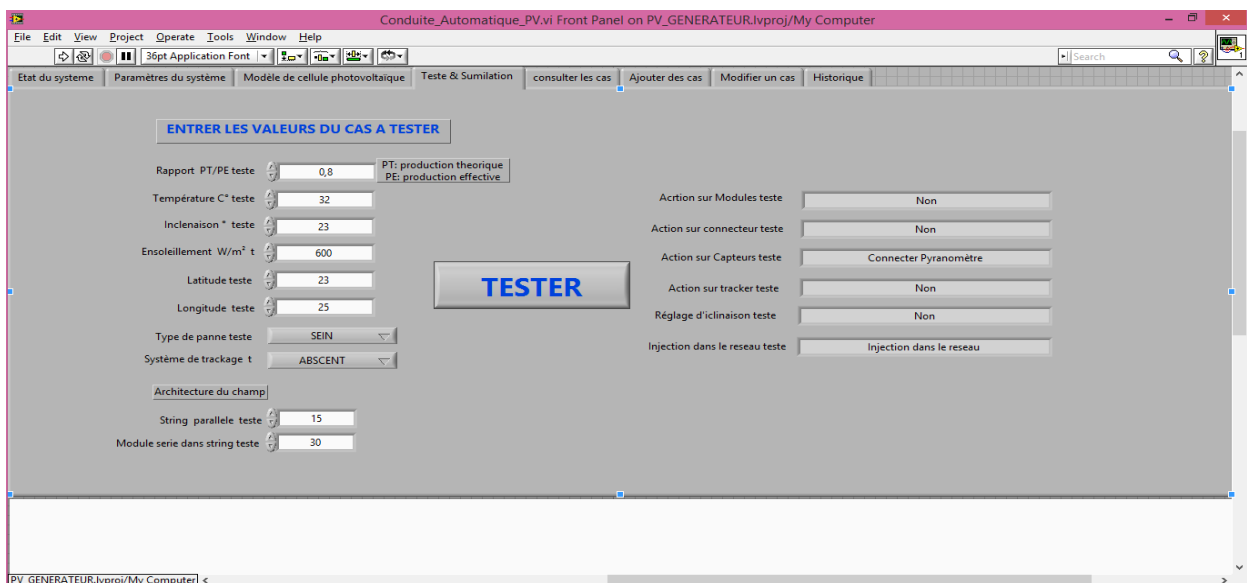 Conduite_Automatique_PV.vi Front Panel on PV_GENERATEUR.lvproj/My Computer
File Edit View Project Operate Tools Window Help
36pt Application Font
Search
1
Etat du systeme Paramètres du système Modèle de cellule photovoltaïque Teste & Sumilation consulter les cas Ajouter des cas Modifier un cas Historique
ENTRER LES VALEURS DU CAS A TESTER
Rapport PT/PE teste 0,8
PT: production theorique
PE: production effective
Température C° teste 32
Inclenaison ° teste 23
Ensoleillement W/m² t 600
Latitude teste 23
Longitude teste 25
Type de panne teste SEIN
Système de trackage t ABSCENT
Architecture du champ
String parallele teste 15
Module serie dans string teste 30
TESTER
Acrtion sur Modules teste Non
Action sur connecteur teste Non
Action sur Capteurs teste Connecter Pyranomètre
Action sur tracker teste Non
Réglage d'iclinaison teste Non
Injection dans le reseau teste Injection dans le reseau
PV_GENERATEUR.lvproj/My Computer